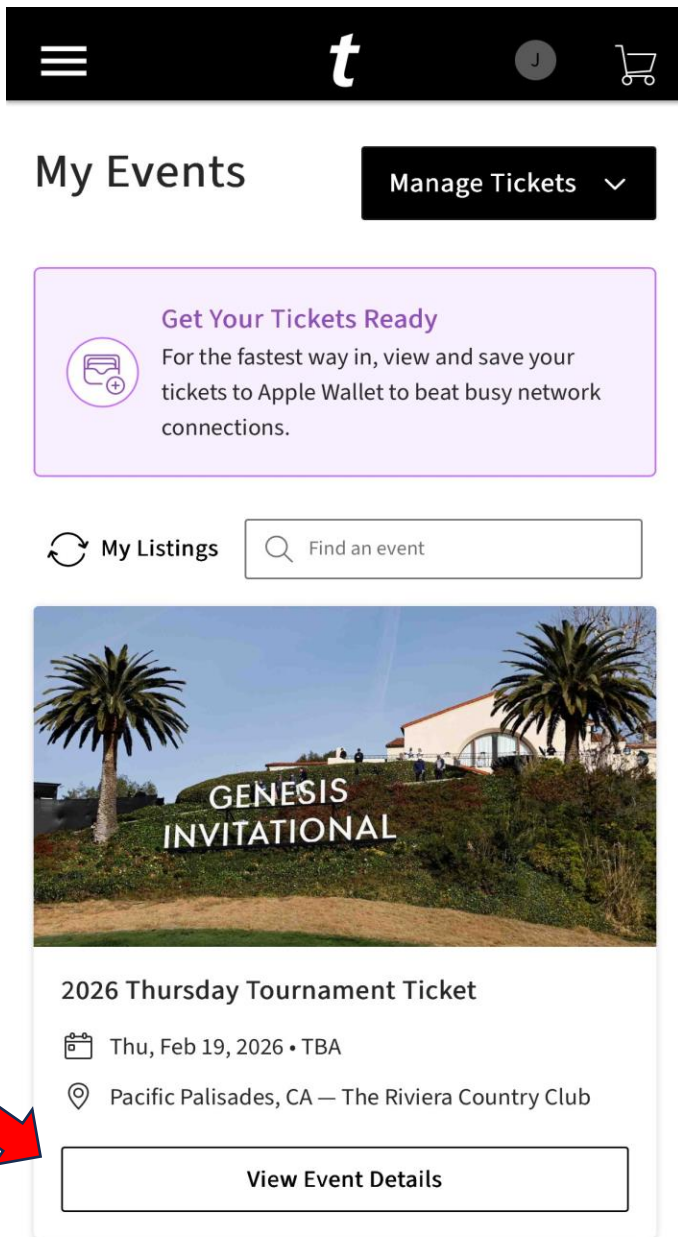 t
J
My Events
Manage Tickets
Get Your Tickets Ready
For the fastest way in, view and save your
tickets to Apple Wallet to beat busy network
connections.
My Listings
Find an event
GENESIS
INVITATIONAL
2026 Thursday Tournament Ticket
Thu, Feb 19, 2026 • TBA
Pacific Palisades, CA — The Riviera Country Club
View Event Details